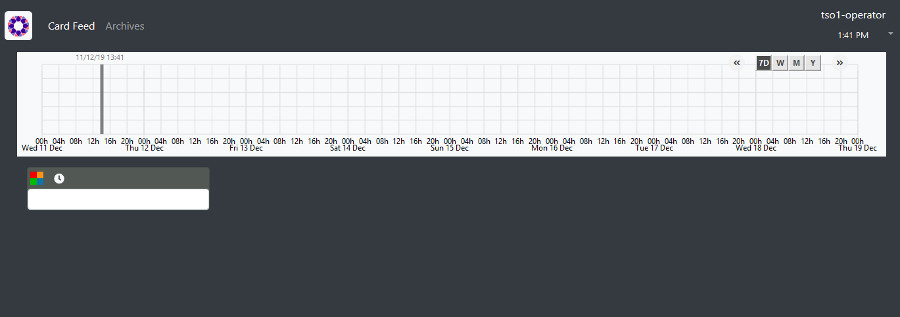 Card Feed Archives
tso1-operator
1:41 PM
11/12/19 13:41
« 7D W M Y »
00h 04h 08h 12h 16h 20h 00h 04h 08h 12h 16h 20h 00h 04h 08h 12h 16h 20h 00h 04h 08h 12h 16h 20h 00h 04h 08h 12h 16h 20h 00h 04h 08h 12h 16h 20h 00h 04h 08h 12h 16h 20h 00h 04h 08h 12h 16h 20h 00h
Wed 11 Dec Thu 12 Dec Fri 13 Dec Sat 14 Dec Sun 15 Dec Mon 16 Dec Tue 17 Dec Wed 18 Dec Thu 19 Dec